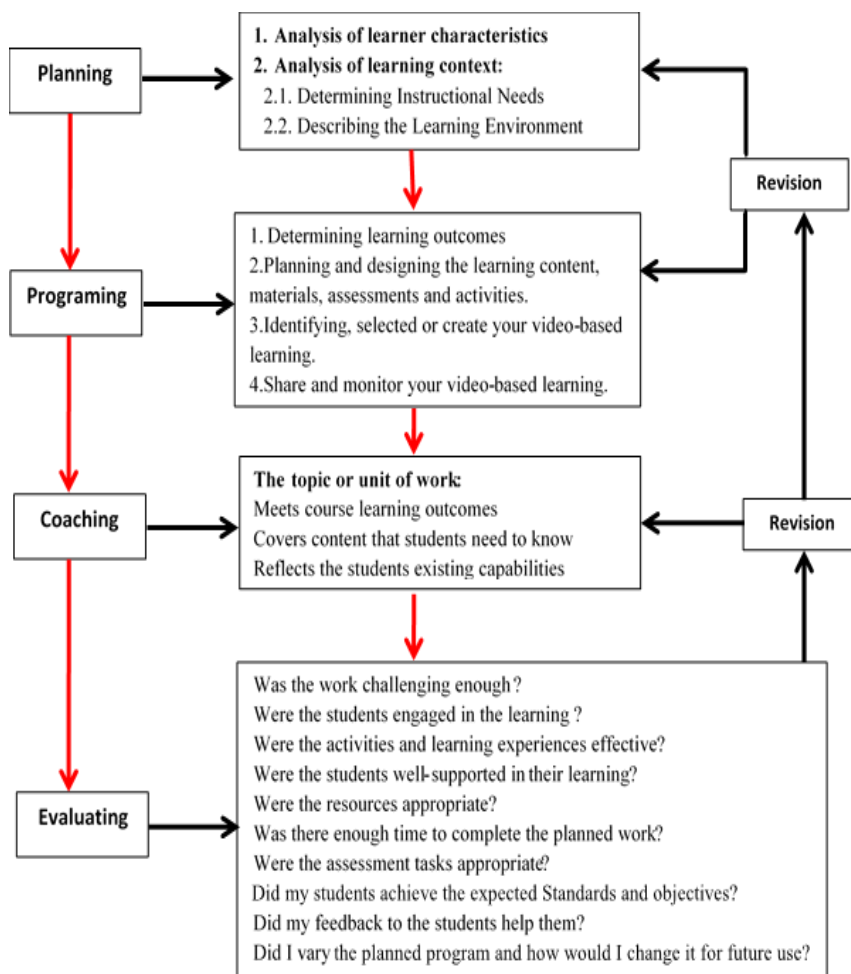 Planning
1. Analysis of learner characteristics
2. Analysis of learning context:
2.1. Determining Instructional Needs
2.2. Describing the Learning Environment
Revision
Programing
1. Determining learning outcomes
2.Planning and designing the learning content,
materials, assessments and activities.
3.Identifying, selected or create your video-based
learning.
4.Share and monitor your video-based learning.
Coaching
The topic or unit of work:
Meets course learning outcomes
Covers content that students need to know
Reflects the students existing capabilities
Revision
Evaluating
Was the work challenging enough?
Were the students engaged in the learning ?
Were the activities and learning experiences effective?
Were the students well-supported in their learning?
Were the resources appropriate?
Was there enough time to complete the planned work?
Were the assessment tasks appropriate?
Did my students achieve the expected Standards and objectives?
Did my feedback to the students help them?
Did I vary the planned program and how would I change it for future use?